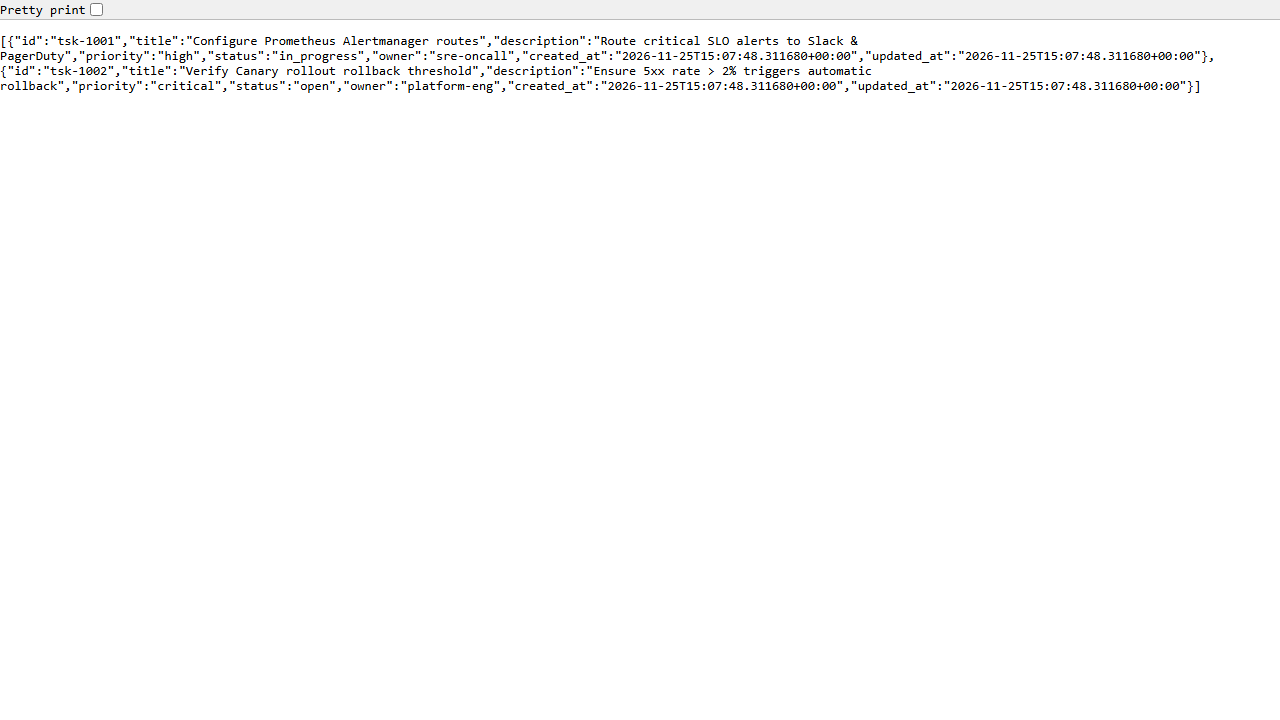 Pretty print
[{"id":"tsk-1001","title":"Configure Prometheus Alertmanager routes","description":"Route critical SLO alerts to Slack &
PagerDuty","priority":"high","status":"in_progress","owner":"sre-oncall","created_at":"2026-11-25T15:07:48.311680+00:00","updated_at":"2026-11-25T15:07:48.311680+00:00"},
{"id":"tsk-1002","title":"Verify Canary rollout rollback threshold","description":"Ensure 5xx rate > 2% triggers automatic
rollback","priority":"critical","status":"open","owner":"platform-eng","created_at":"2026-11-25T15:07:48.311680+00:00","updated_at":"2026-11-25T15:07:48.311680+00:00"}]